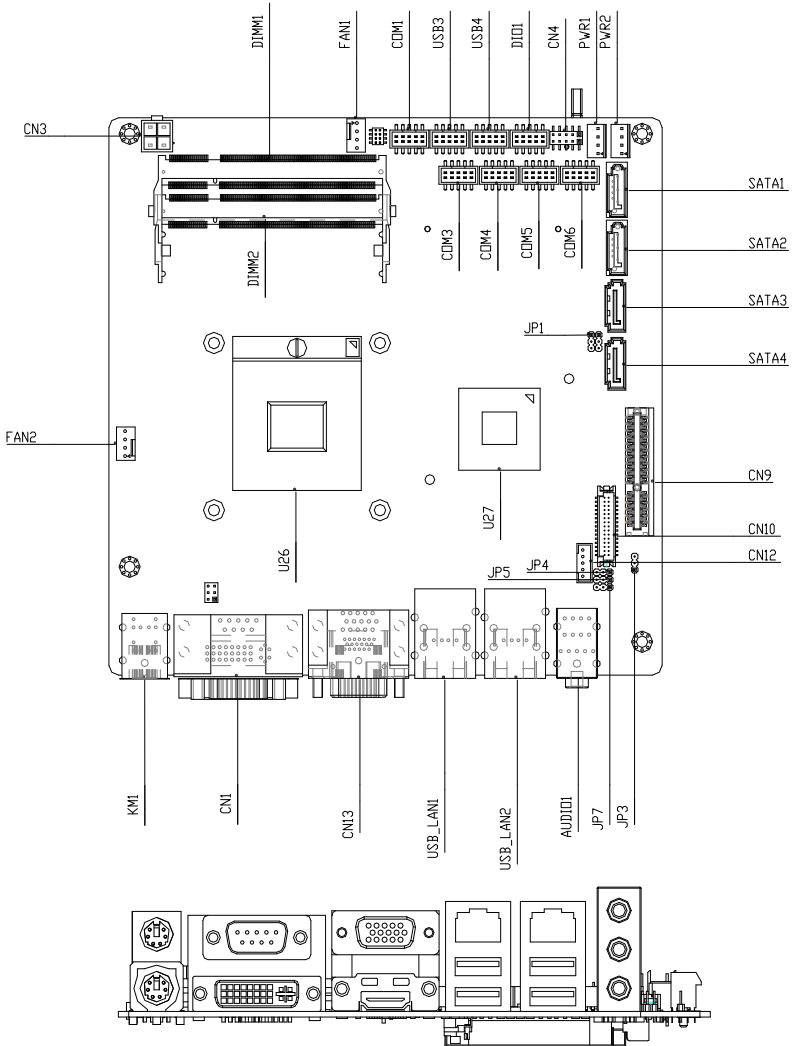 DIMM1
FAN1
COM1
USB3
USB4
DIO1
CN4
PWR1
PWR2
CN3
SATA1
SATA2
COM3
COM4
COM5
COM6
DIMM2
SATA3
JP1
SATA4
FAN2
CN9
U27
CN10
U26
CN12
JP4
JP5
KM1
CN1
CN13
USB_LAN1
USB_LAN2
AUDIO1
JP7
JP3